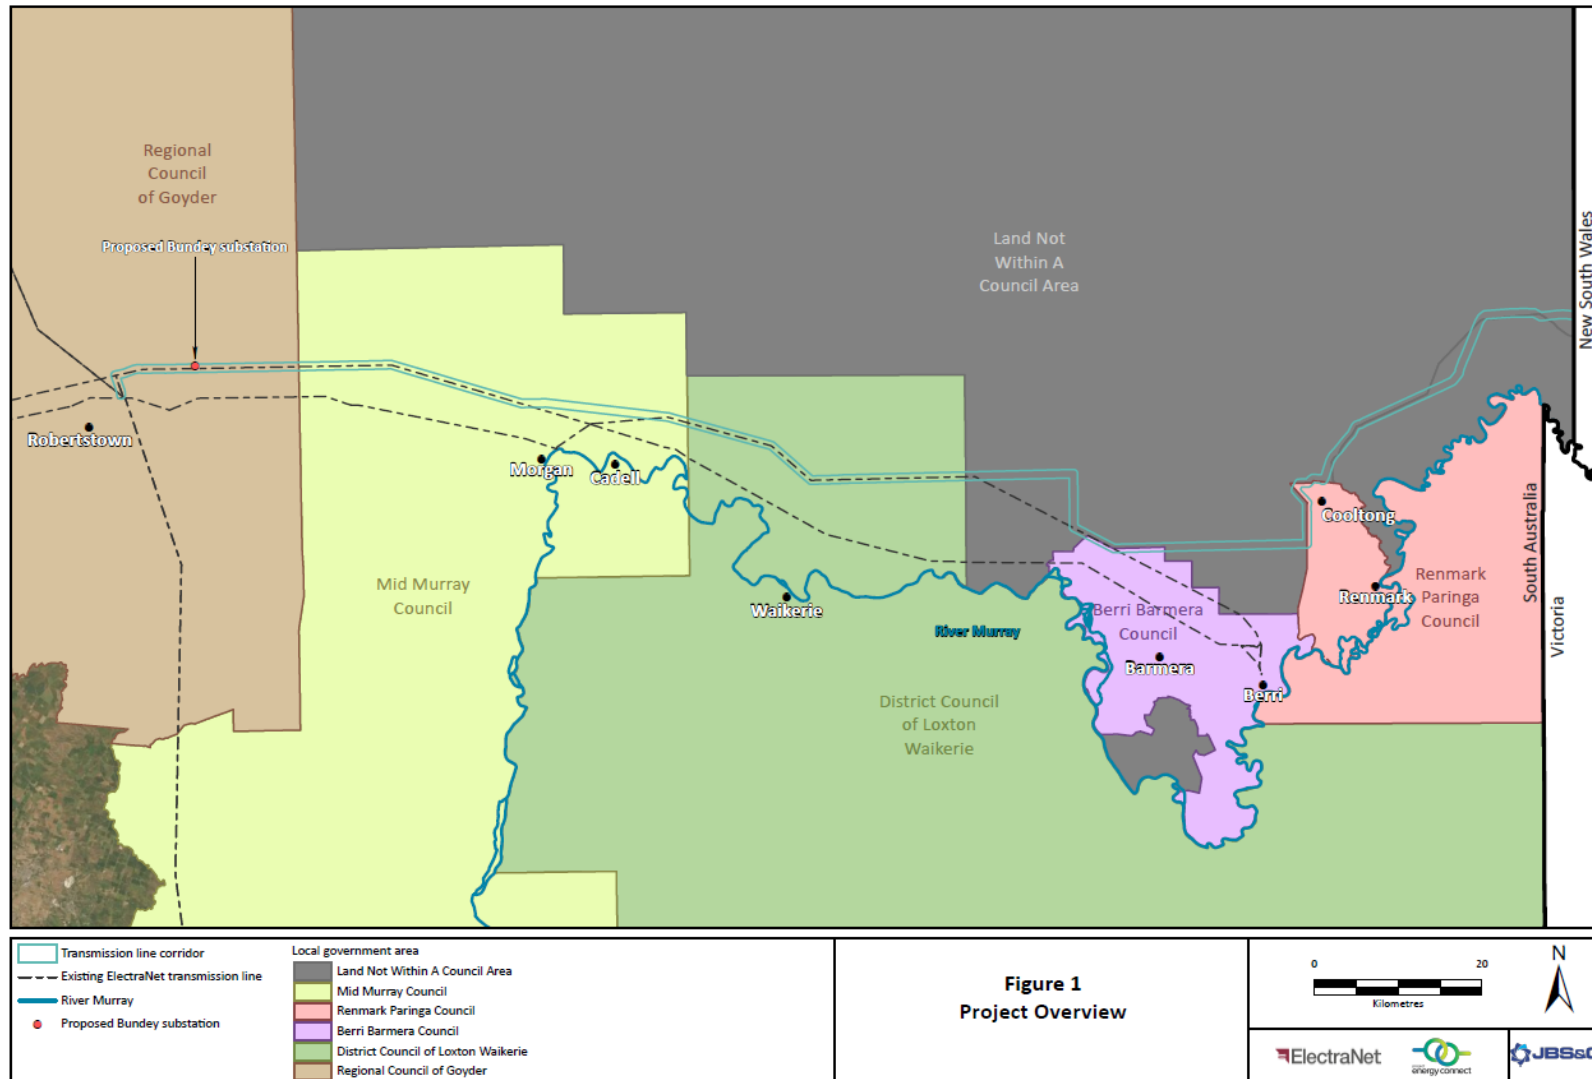 Regional
Council
of Goyder
Proposed Bundey substation
Land Not
Within A
Council Area
New South Wales
Robertstown
Morgan
Cadell
Cooltong
South Australia
Victoria
Mid Murray
Council
Waikerie
River Murray
Berri Barmera
Council
Barmera
Renmark
Renmark
Paringa
Council
Berri
District Council
of Loxton
Waikerie
Transmission line corridor
Existing ElectraNet transmission line
River Murray
Proposed Bundey substation
Local government area
Land Not Within A Council Area
Mid Murray Council
Renmark Paringa Council
Berri Barmera Council
District Council of Loxton Waikerie
Regional Council of Goyder
Figure 1
Project Overview
0 20
Kilometres
N
ElectraNet
energy connect
JBS&G